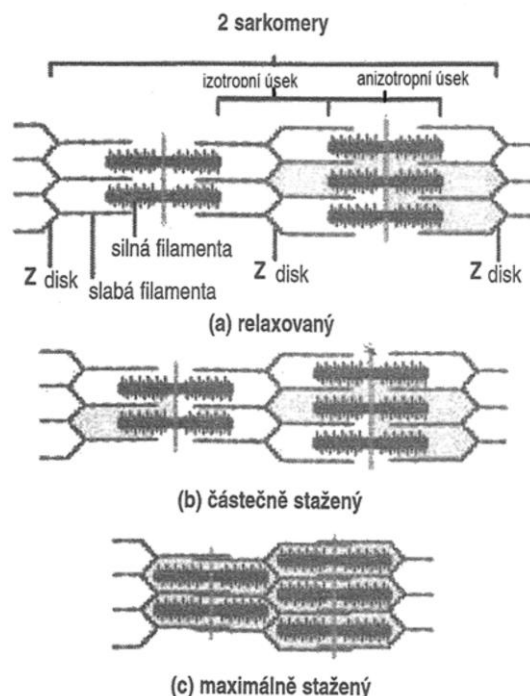 2 sarkomery
izotropní úsek
anizotropní úsek
silná filamenta
Z disk
slabá filamenta
Z disk
Z disk
(a) relaxovaný
(b) částečně stažený
(c) maximálně stažený